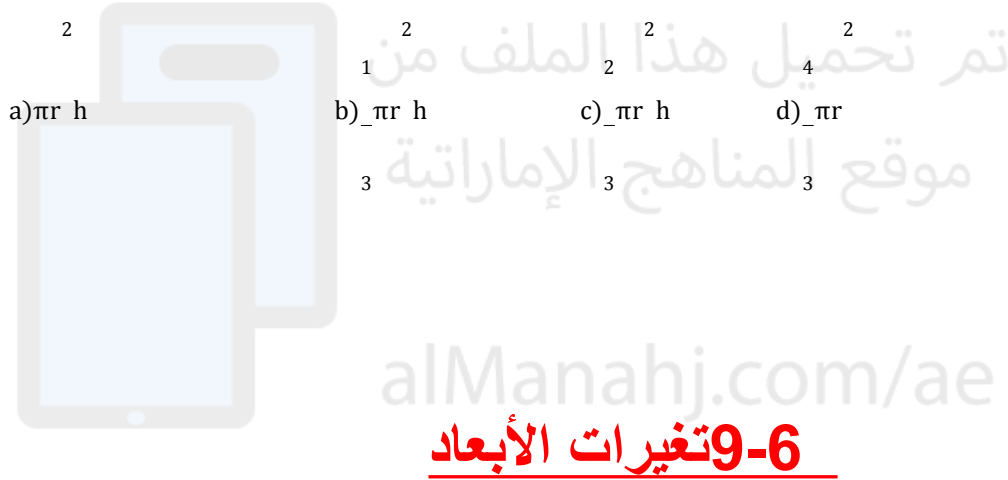 2 2 2 2
تم تحميل هذا الملف من
1 2 4
a)πr h b)_πr h c)_πr h d)_πr
موقع المناهج الإماراتية
3 3 3
alManahj.com/ae
9-6تغيرات الأبعاد